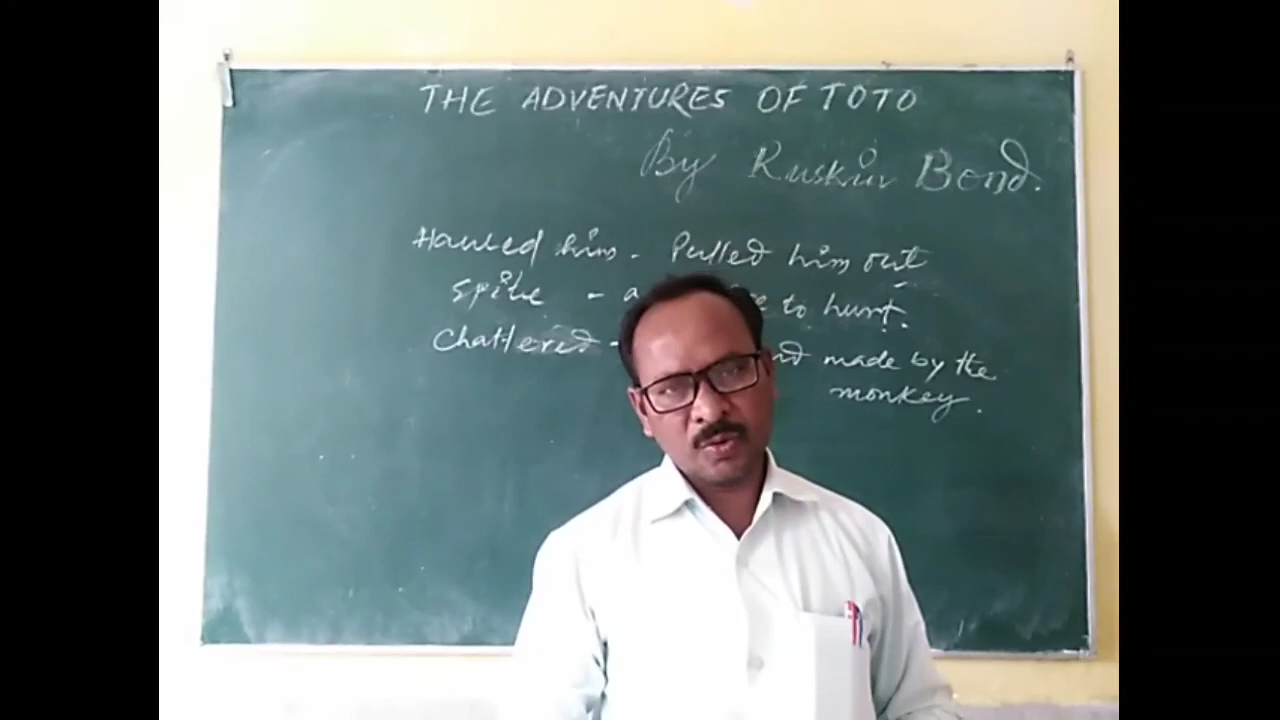 THE ADVENTURES OF TOTO
By Ruskin Bond.
Hauled him - Pulled him out
Spite - a to hurt.
Chattered - made by the
monkey.